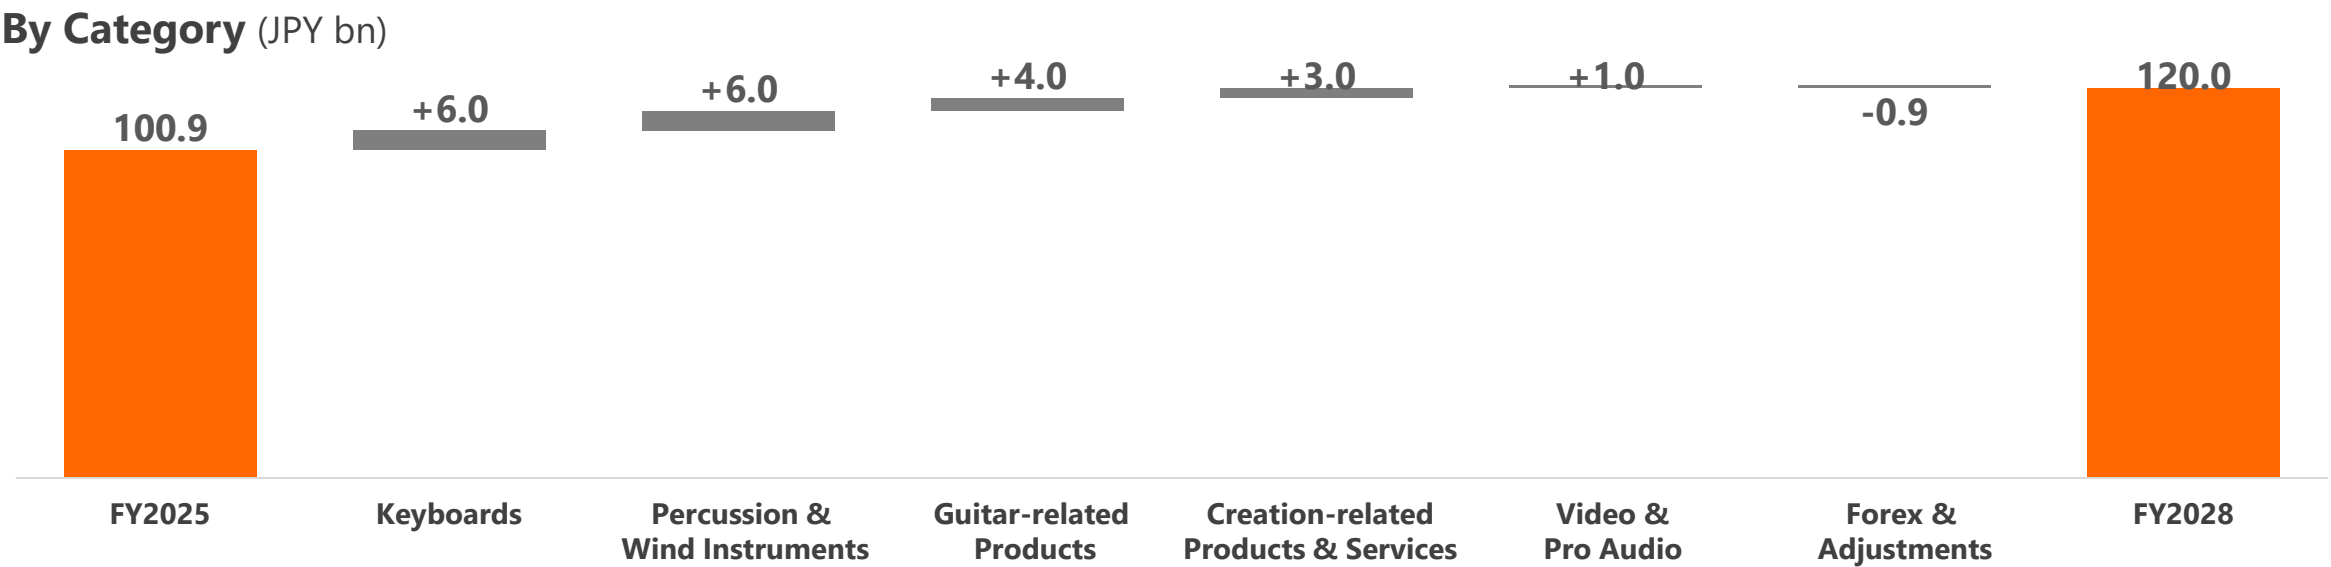 By Category (JPY bn)
100.9
+6.0
+6.0
+4.0
+3.0
+1.0
-0.9
120.0
FY2025
Keyboards
Percussion &
Wind Instruments
Guitar-related
Products
Creation-related
Products & Services
Video &
Pro Audio
Forex &
Adjustments
FY2028